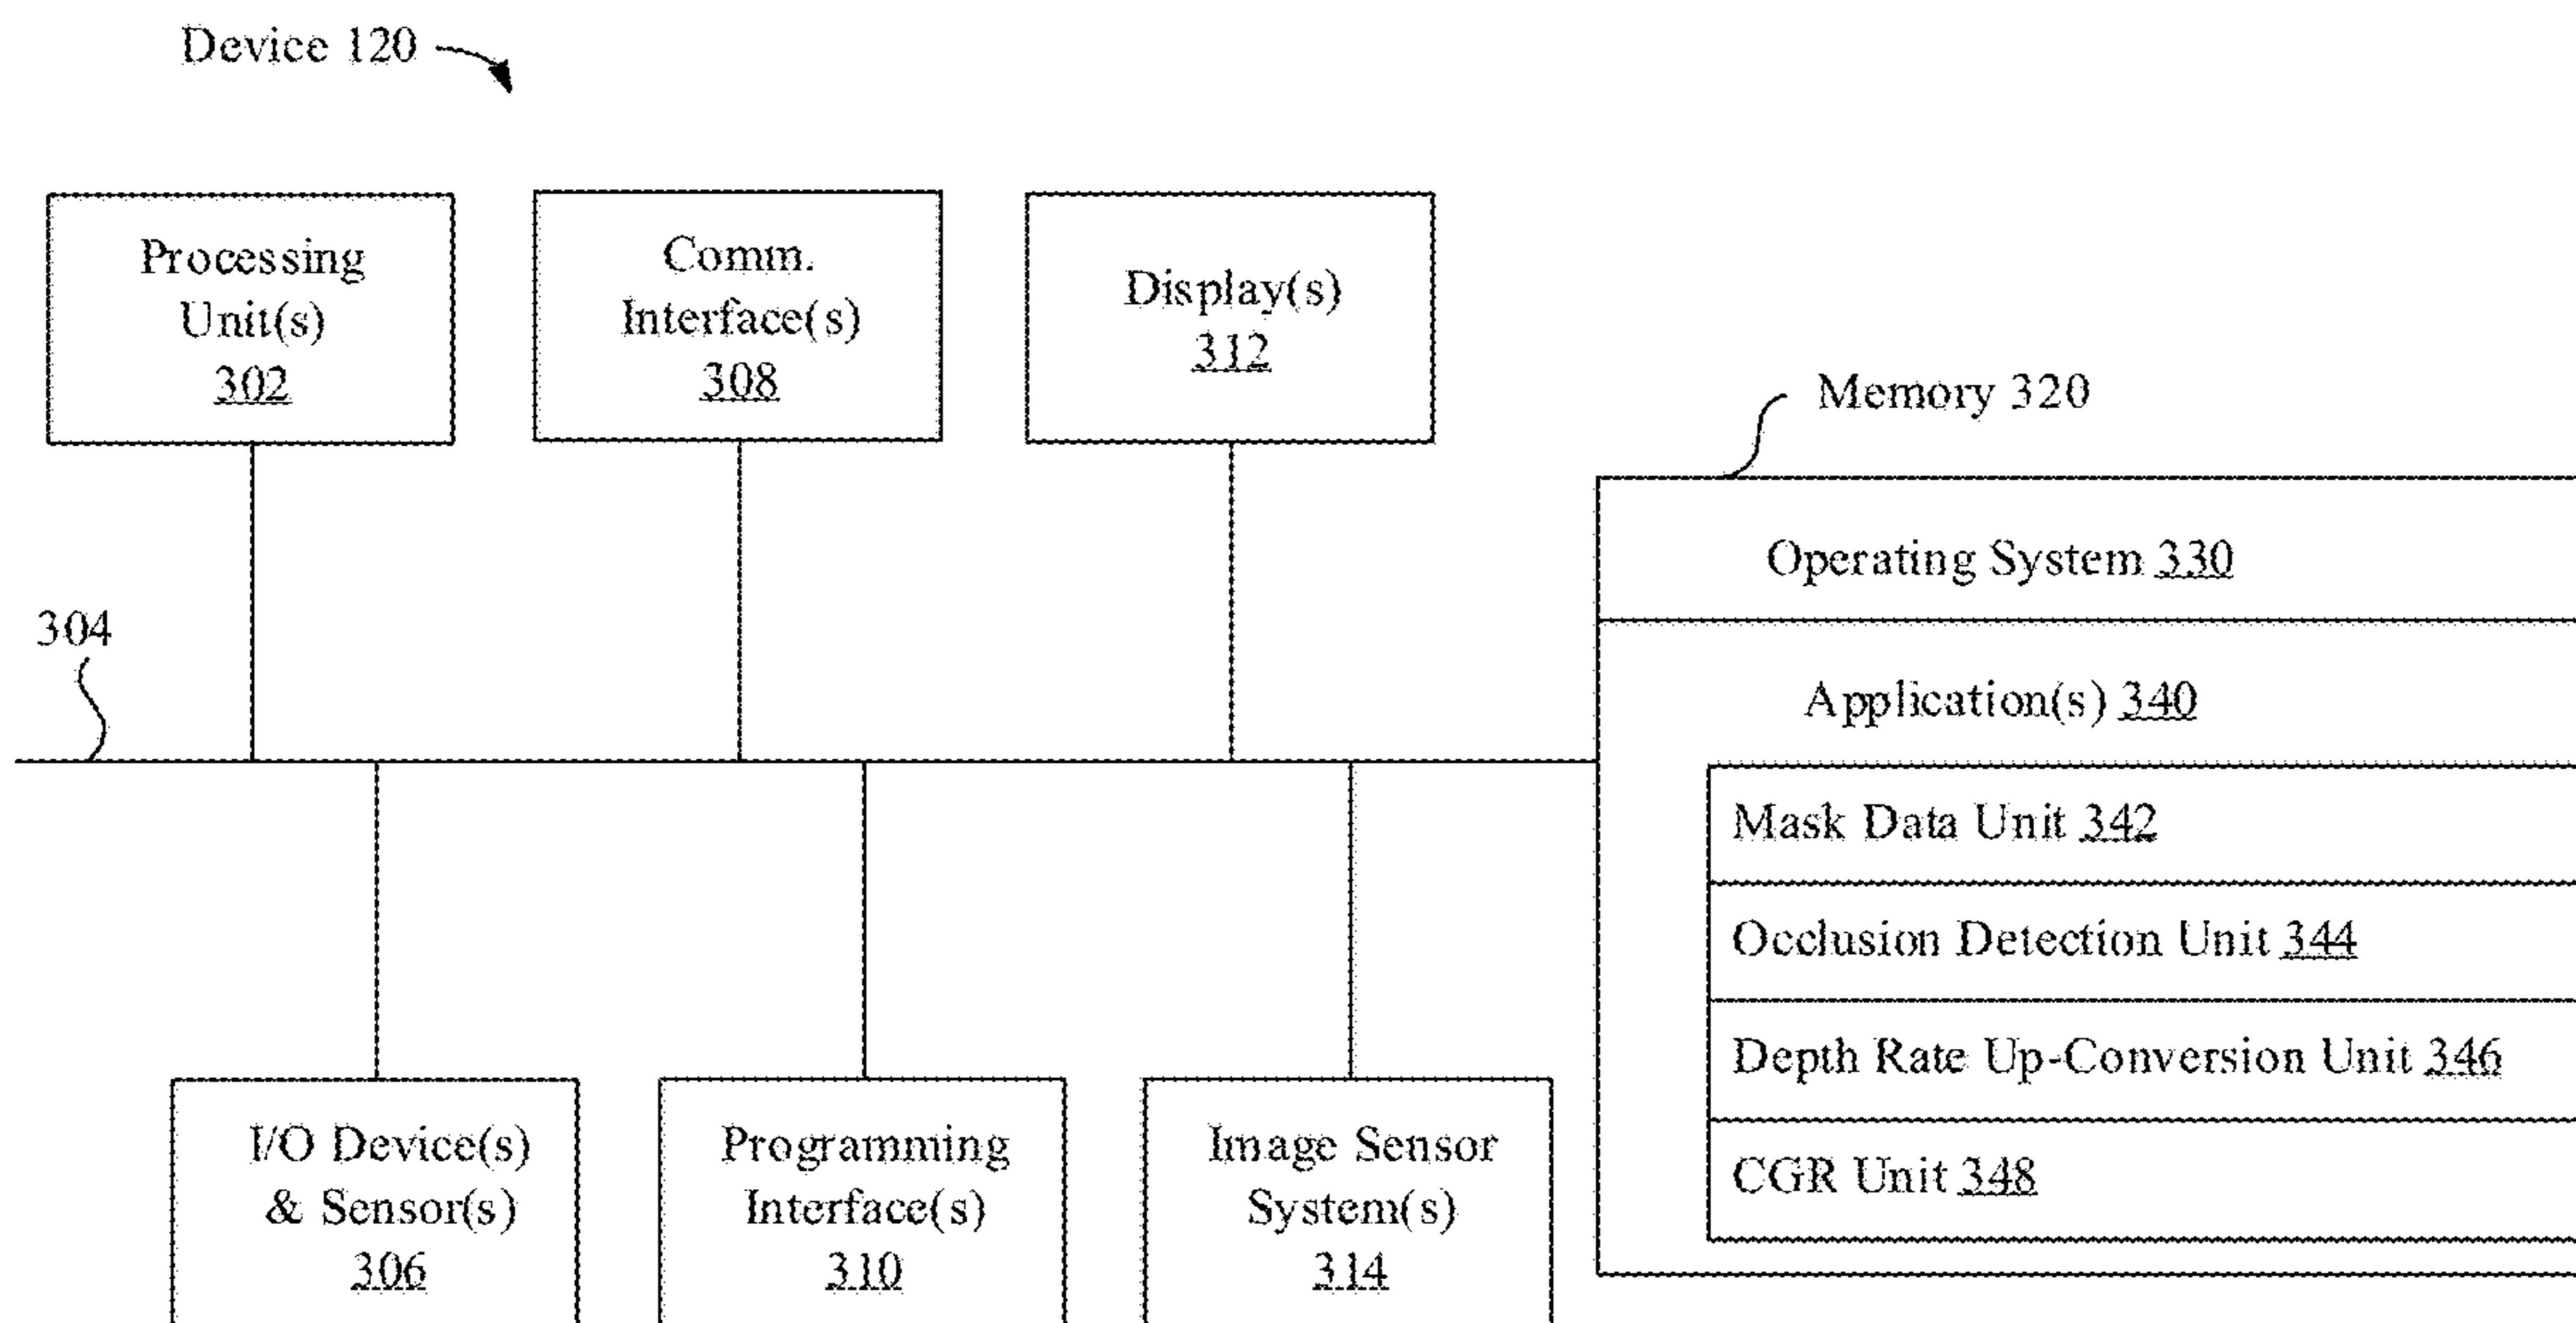 Device 120
Processing
Unit(s)
302
Comm.
Interface(s)
308
Display(s)
312
Memory 320
Operating System 330
304
Application(s) 340
Mask Data Unit 342
Occlusion Detection Unit 344
Depth Rate Up-Conversion Unit 346
CGR Unit 348
I/O Device(s)
& Sensor(s)
306
Programming
Interface(s)
310
Image Sensor
System(s)
314